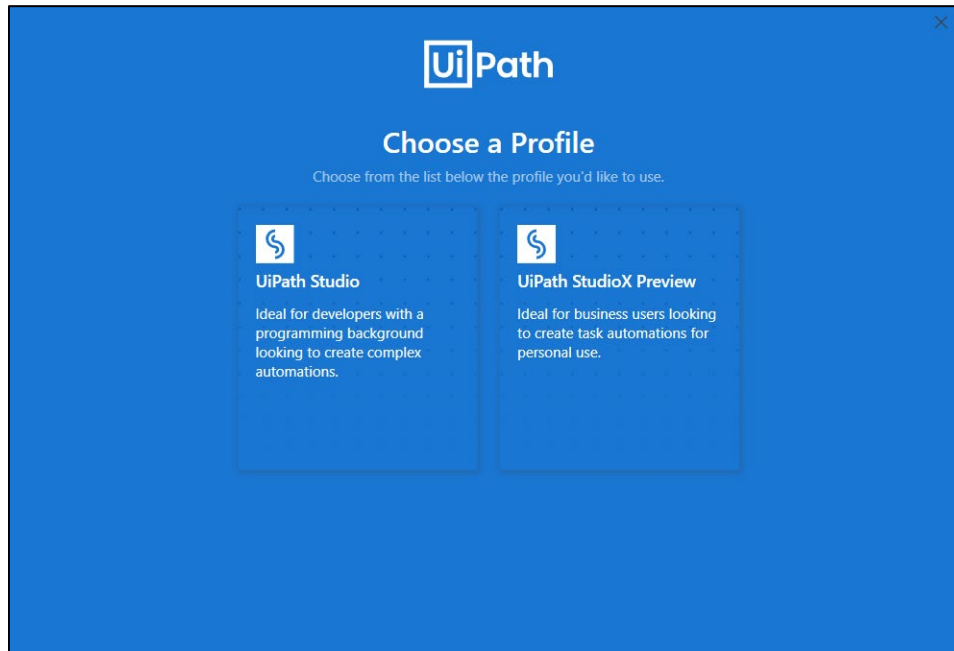 UiPath
Choose a Profile
Choose from the list below the profile you'd like to use.
UiPath Studio
Ideal for developers with a
programming background
looking to create complex
automations.
UiPath StudioX Preview
Ideal for business users looking
to create task automations for
personal use.